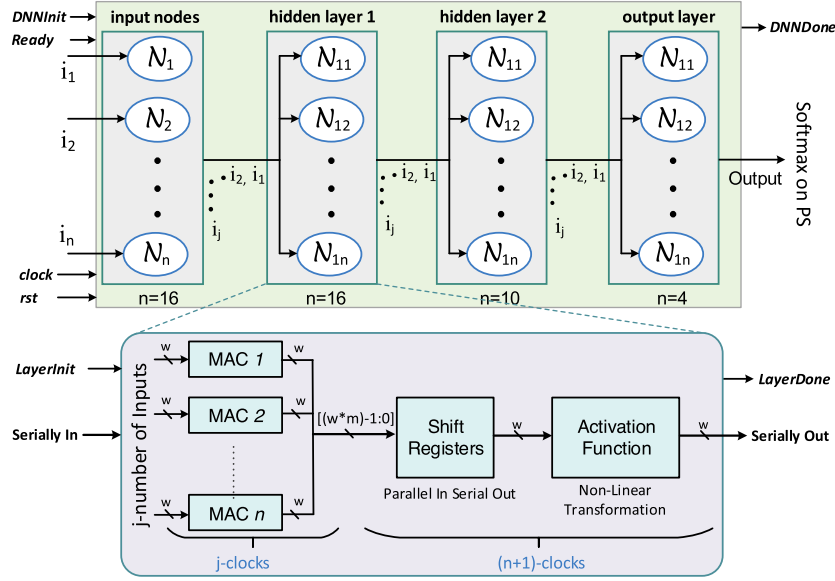 DNNInit
Ready
i1
i2
in
clock
rst
input nodes
hidden layer 1
hidden layer 2
output layer
DNNDone
N1
N11
N11
N11
N2
N12
N12
N12
i2, i1
i2, i1
i2, i1
ij
ij
ij
Nn
N1n
N1n
N1n
n=16
n=16
n=10
n=4
Output
Softmax on PS
LayerInit
Serially In
j-number of Inputs
w
MAC 1
w
w
MAC 2
w
w
MAC n
w
[(w*m)-1:0]
Shift
Registers
Parallel In Serial Out
w
Activation
Function
Non-Linear
Transformation
w
LayerDone
Serially Out
j-clocks
(n+1)-clocks